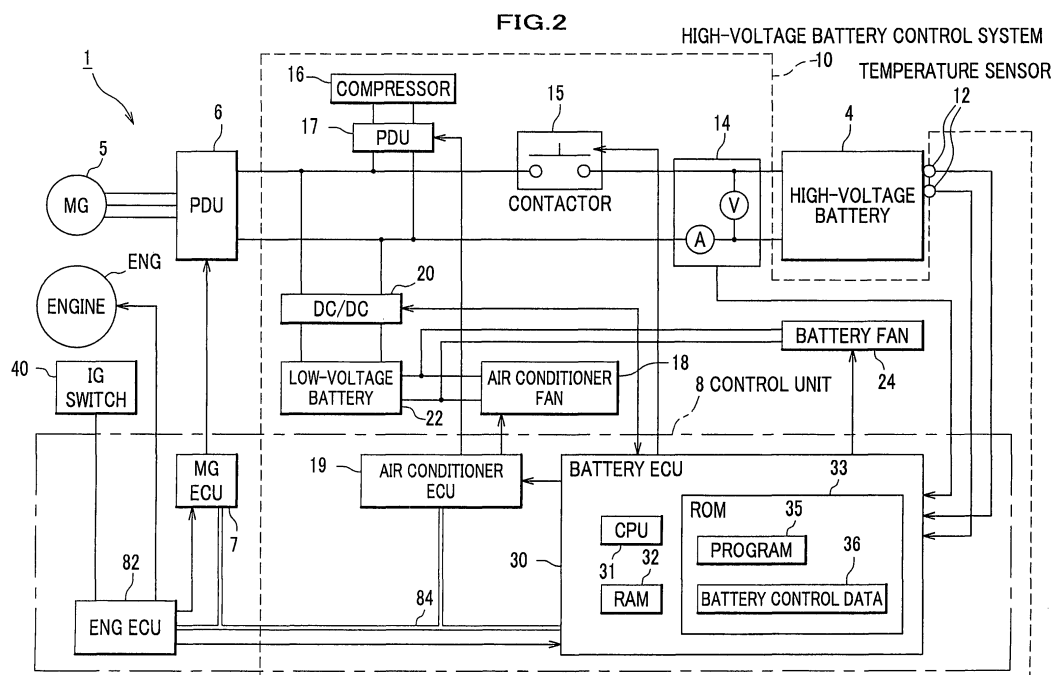 FIG.2
HIGH-VOLTAGE BATTERY CONTROL SYSTEM
1
10
TEMPERATURE SENSOR
16
COMPRESSOR
15
12
6
17
PDU
14
4
5
MG
PDU
CONTACTOR
V
A
HIGH-VOLTAGE
BATTERY
ENG
ENGINE
20
DC/DC
BATTERY FAN
24
40
IG
SWITCH
LOW-VOLTAGE
BATTERY
22
AIR CONDITIONER
FAN
18
8 CONTROL UNIT
19
MG
ECU
7
AIR CONDITIONER
ECU
BATTERY ECU
33
ROM
30
CPU
31
35
PROGRAM
32
RAM
36
BATTERY CONTROL DATA
82
ENG ECU
84